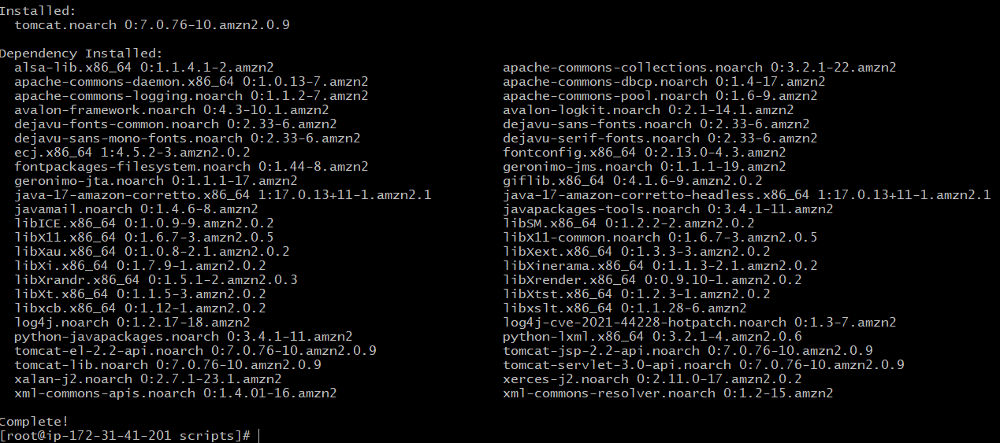 Installed:
tomcat.noarch 0:7.0.76-10.amzn2.0.9
Dependency Installed:
alsa-lib.x86_64 0:1.1.4.1-2.amzn2 apache-commons-collections.noarch 0:3.2.1-22.amzn2
apache-commons-daemon.x86_64 0:1.0.13-7.amzn2 apache-commons-dbcp.noarch 0:1.4-17.amzn2
apache-commons-logging.noarch 0:1.1.2-7.amzn2 apache-commons-pool.noarch 0:1.6-9.amzn2
avalon-framework.noarch 0:4.3-10.1.amzn2 avalon-logkit.noarch 0:2.1-14.1.amzn2
dejavu-fonts-common.noarch 0:2.33-6.amzn2 dejavu-sans-fonts.noarch 0:2.33-6.amzn2
dejavu-sans-mono-fonts.noarch 0:2.33-6.amzn2 dejavu-serif-fonts.noarch 0:2.33-6.amzn2
ecj.x86_64 1:4.5.2-3.amzn2.0.2 fontconfig.x86_64 0:2.13.0-4.3.amzn2
fontpackages-filesystem.noarch 0:1.44-8.amzn2 geronimo-jms.noarch 0:1.1.1-19.amzn2
geronimo-jta.noarch 0:1.1.1-17.amzn2 giflib.x86_64 0:4.1.6-9.amzn2.0.2
java-17-amazon-corretto.x86_64 1:17.0.13+11-1.amzn2.1 java-17-amazon-corretto-headless.x86_64 1:17.0.13+11-1.amzn2.1
javamail.noarch 0:1.4.6-8.amzn2 javapackages-tools.noarch 0:3.4.1-11.amzn2
libICE.x86_64 0:1.0.9-9.amzn2.0.2 libSM.x86_64 0:1.2.2-2.amzn2.0.2
libX11.x86_64 0:1.6.7-3.amzn2.0.5 libX11-common.noarch 0:1.6.7-3.amzn2.0.5
libXau.x86_64 0:1.0.8-2.1.amzn2.0.2 libXext.x86_64 0:1.3.3-3.amzn2.0.2
libXi.x86_64 0:1.7.9-1.amzn2.0.2 libXinerama.x86_64 0:1.1.3-2.1.amzn2.0.2
libXrandr.x86_64 0:1.5.1-2.amzn2.0.3 libXrender.x86_64 0:0.9.10-1.amzn2.0.2
libXt.x86_64 0:1.1.5-3.amzn2.0.2 libXtst.x86_64 0:1.2.3-1.amzn2.0.2
libxcb.x86_64 0:1.12-1.amzn2.0.2 libxslt.x86_64 0:1.1.28-6.amzn2
log4j.noarch 0:1.2.17-18.amzn2 log4j-cve-2021-44228-hotpatch.noarch 0:1.3-7.amzn2
python-javapackages.noarch 0:3.4.1-11.amzn2 python-lxml.x86_64 0:3.2.1-4.amzn2.0.6
tomcat-el-2.2-api.noarch 0:7.0.76-10.amzn2.0.9 tomcat-jsp-2.2-api.noarch 0:7.0.76-10.amzn2.0.9
tomcat-lib.noarch 0:7.0.76-10.amzn2.0.9 tomcat-servlet-3.0-api.noarch 0:7.0.76-10.amzn2.0.9
xalan-j2.noarch 0:2.7.1-23.1.amzn2 xerces-j2.noarch 0:2.11.0-17.amzn2.0.2
xml-commons-apis.noarch 0:1.4.01-16.amzn2 xml-commons-resolver.noarch 0:1.2-15.amzn2
Complete!
[root@ip-172-31-41-201 scripts]#